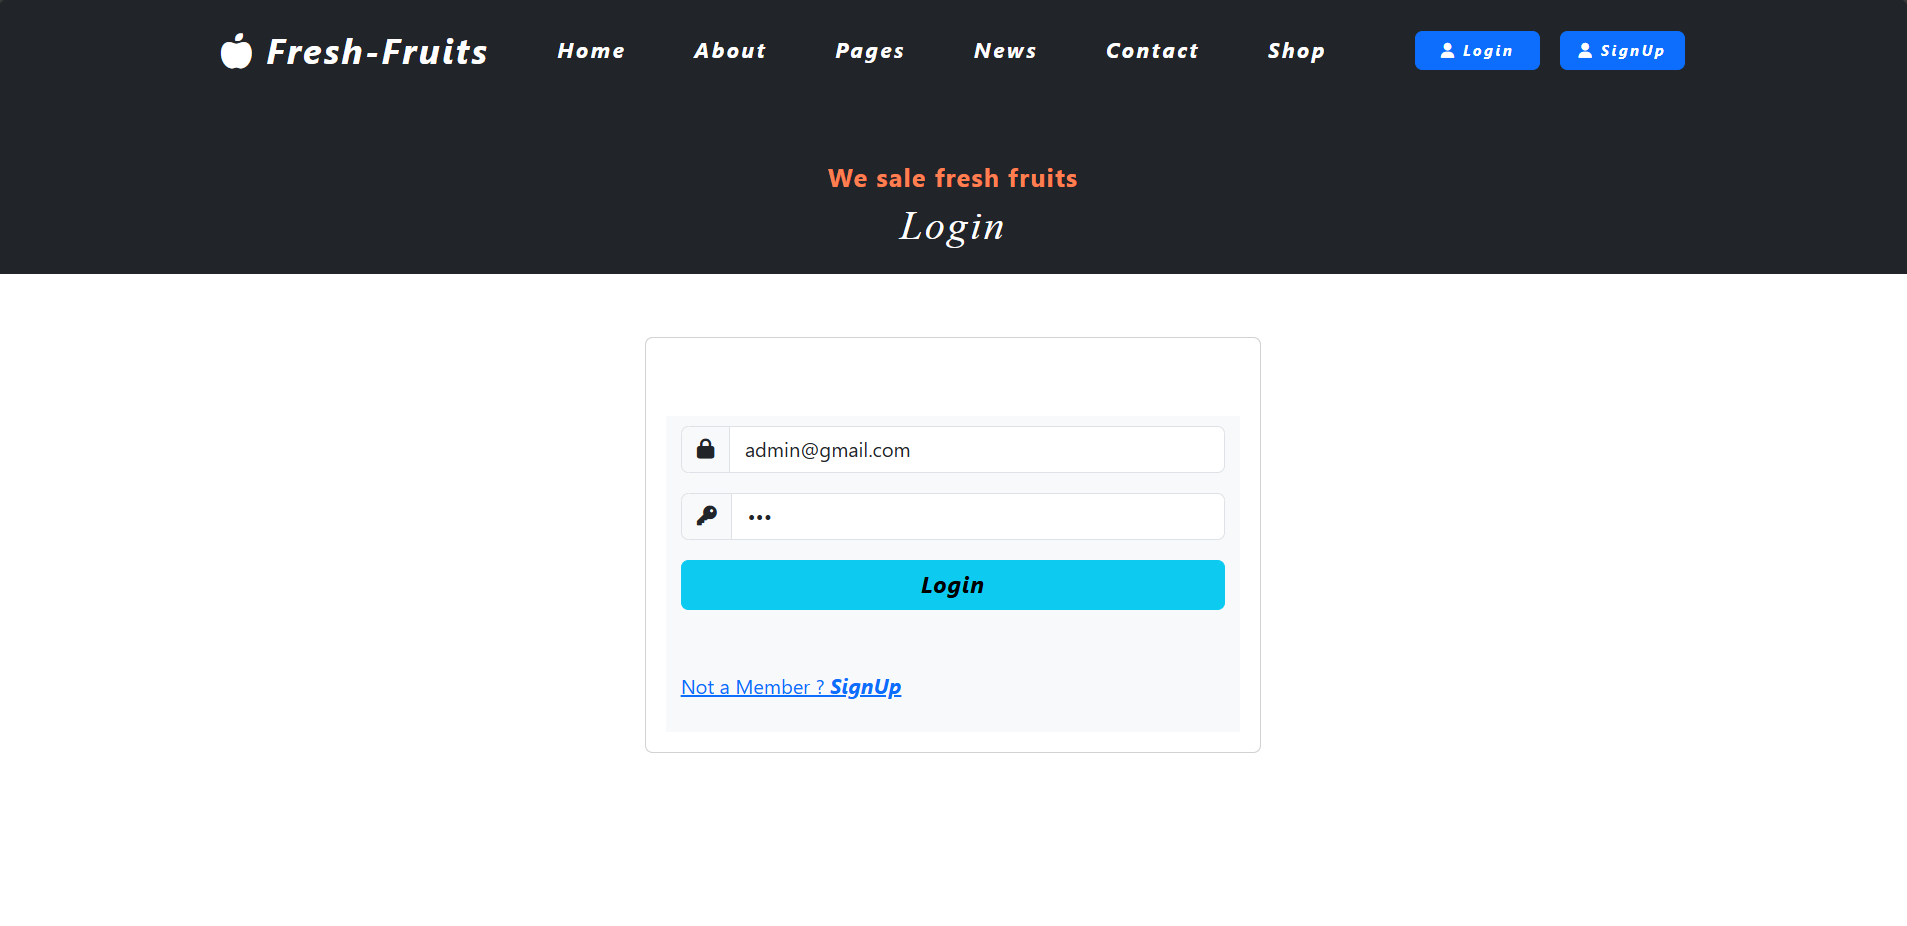 Fresh-Fruits Home About Pages News Contact Shop Login SignUp
We sale fresh fruits
Login
admin@gmail.com
•••
Login
Not a Member ? SignUp